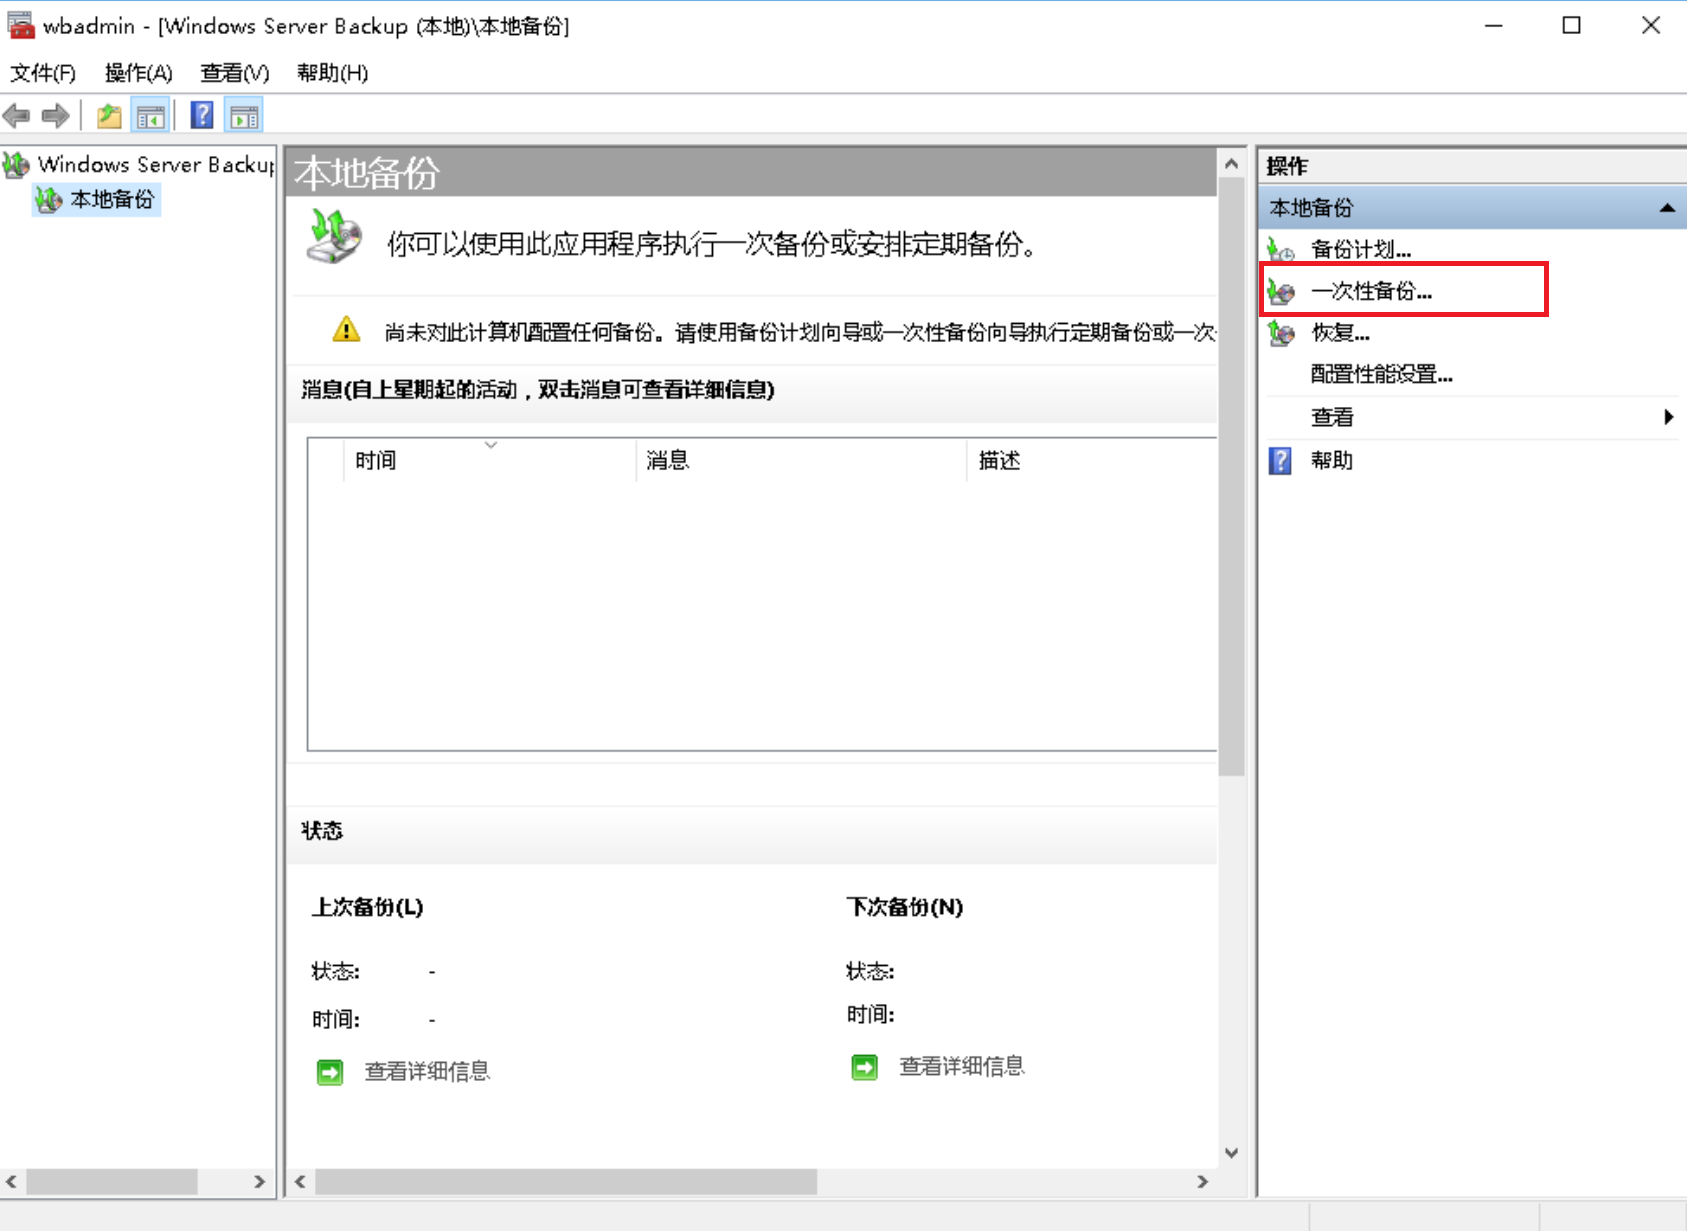 wbadmin - [Windows Server Backup (本地)\本地备份]
文件(F) 操作(A) 查看(V) 帮助(H)
Windows Server Backup
本地备份
本地备份
你可以使用此应用程序执行一次备份或安排定期备份。
尚未对此计算机配置任何备份。请使用备份计划向导或一次性备份向导执行定期备份或一次
消息(自上星期起的活动，双击消息可查看详细信息)
时间 消息 描述
状态
上次备份(L)
状态: -
时间: -
查看详细信息
下次备份(N)
状态:
时间:
查看详细信息
操作
本地备份
备份计划...
一次性备份...
恢复...
配置性能设置...
查看
帮助